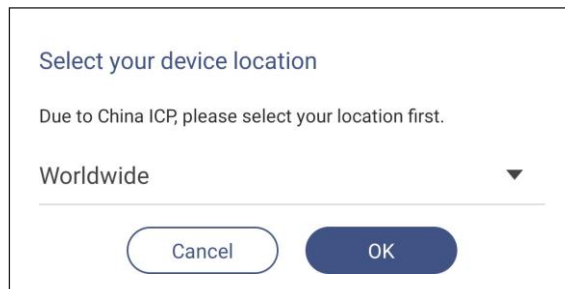 Select your device location
Due to China ICP, please select your location first.
Worldwide
Cancel
OK